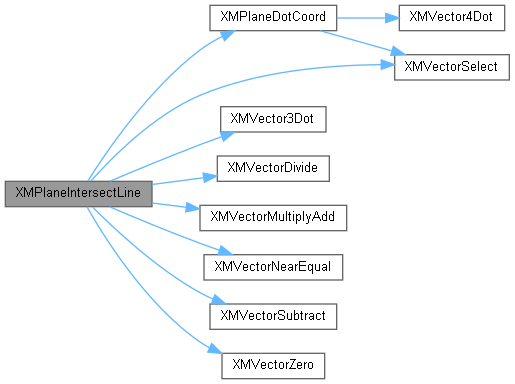 XMPlaneDotCoord
XMVector4Dot
XMVectorSelect
XMVector3Dot
XMVectorDivide
XMPlaneIntersectLine
XMVectorMultiplyAdd
XMVectorNearEqual
XMVectorSubtract
XMVectorZero